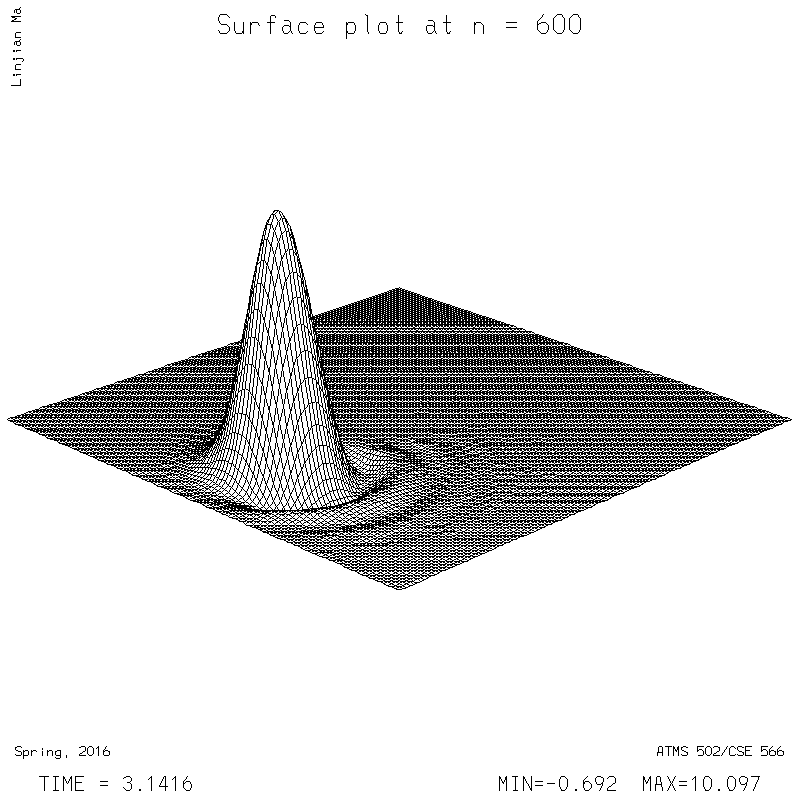 Linjian Ma
Surface plot at n = 600
Spring, 2016
ATMS 502/CSE 566
TIME = 3.1416
MIN=-0.692 MAX=10.097